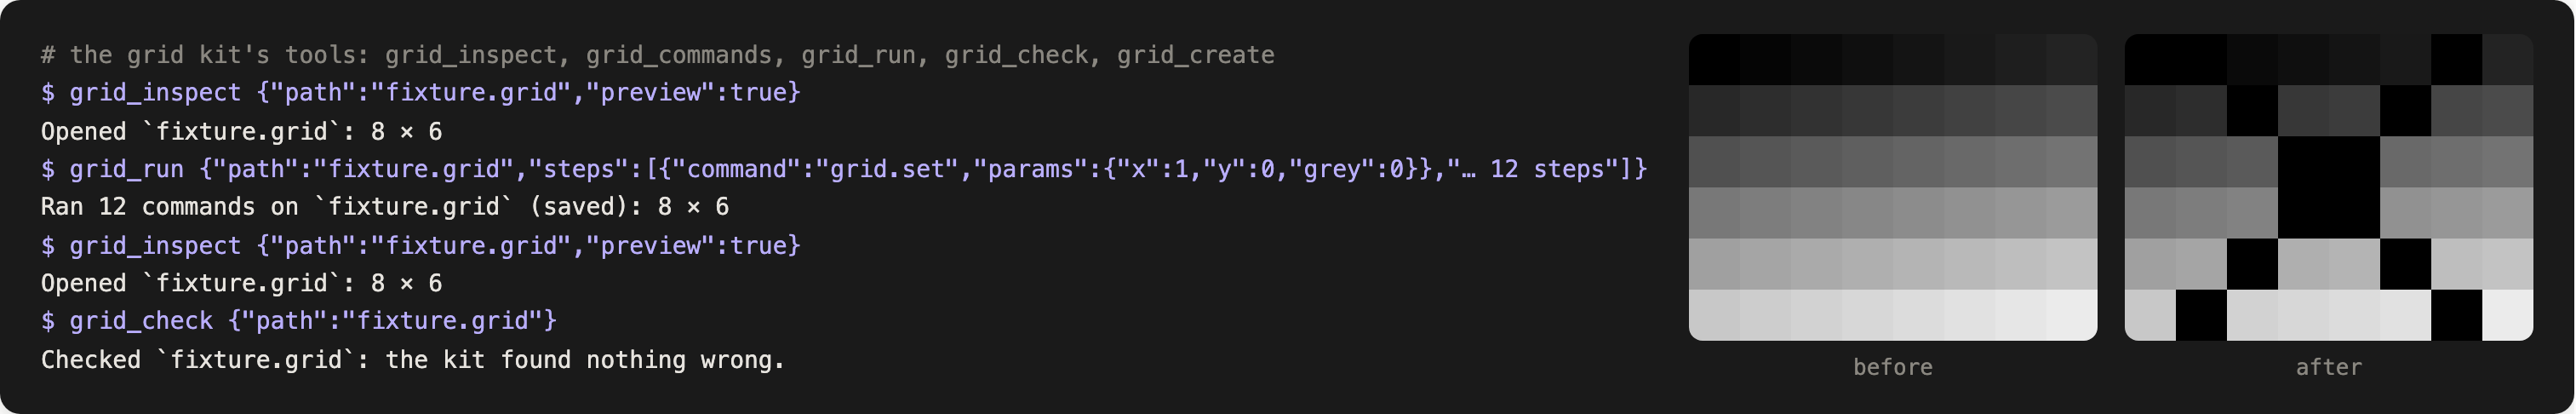 # the grid kit's tools: grid_inspect, grid_commands, grid_run, grid_check, grid_create
$ grid_inspect {"path":"fixture.grid","preview":true}
Opened `fixture.grid`: 8 × 6
$ grid_run {"path":"fixture.grid","steps":[{"command":"grid.set","params":{"x":1,"y":0,"grey":0}},"… 12 steps"]}
Ran 12 commands on `fixture.grid` (saved): 8 × 6
$ grid_inspect {"path":"fixture.grid","preview":true}
Opened `fixture.grid`: 8 × 6
$ grid_check {"path":"fixture.grid"}
Checked `fixture.grid`: the kit found nothing wrong.
before
after